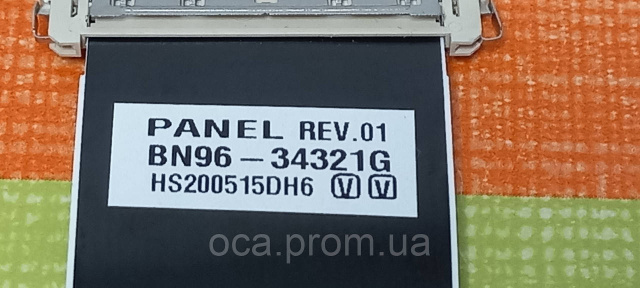 PANEL REV.01
BN96-34321G
HS200515DH6 V V
oca.prom.ua